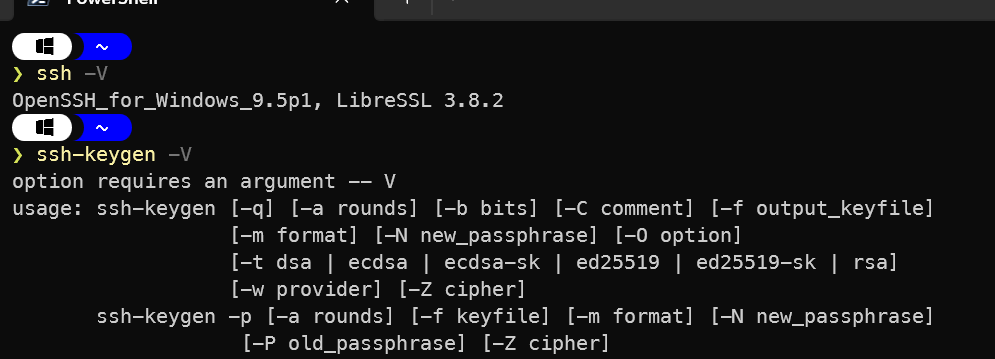 PowerShell
~
❯ ssh -V
OpenSSH_for_Windows_9.5p1, LibreSSL 3.8.2
~
❯ ssh-keygen -V
option requires an argument -- V
usage: ssh-keygen [-q] [-a rounds] [-b bits] [-C comment] [-f output_keyfile]
                  [-m format] [-N new_passphrase] [-O option]
                  [-t dsa | ecdsa | ecdsa-sk | ed25519 | ed25519-sk | rsa]
                  [-w provider] [-Z cipher]
       ssh-keygen -p [-a rounds] [-f keyfile] [-m format] [-N new_passphrase]
                   [-P old_passphrase] [-Z cipher]